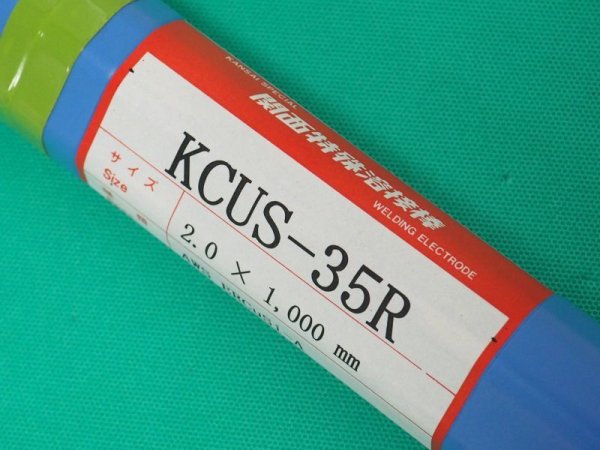 KANSAI SPECIAL
関西特殊溶接棒
WELDING ELECTRODE
KCUS-35R
サイズ
Size
2.0 × 1,000 mm